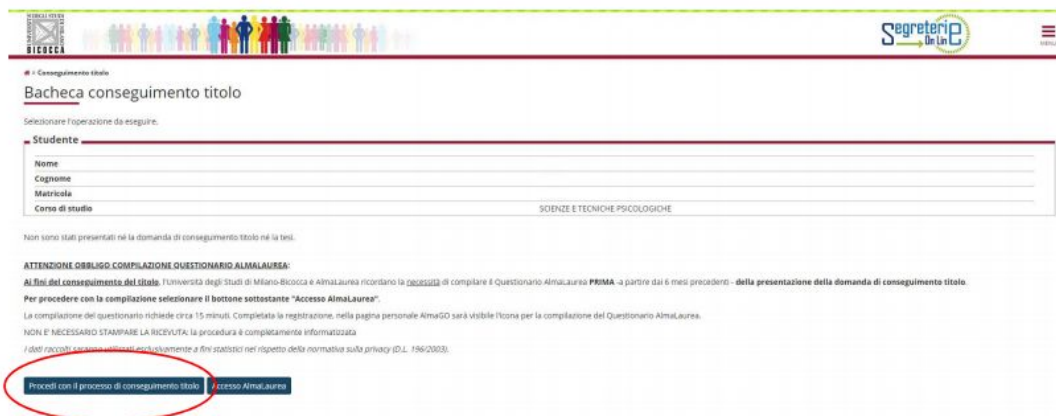 BICOCCA
Segreterie
On Line
MENU
Conseguimento titolo
Bacheca conseguimento titolo
Selezionare l'operazione da eseguire.
Studente
Nome
Cognome
Matricola
Corso di studio SCIENZE E TECNICHE PSICOLOGICHE
Non sono stati presentati né la domanda di conseguimento titolo né la tesi.
ATTENZIONE OBBLIGO COMPILAZIONE QUESTIONARIO ALMALAUREA:
Ai fini del conseguimento del titolo, l'Università degli Studi di Milano-Bicocca e AlmaLaurea ricordano la necessità di compilare il Questionario AlmaLaurea PRIMA -a partire dai 6 mesi precedenti - della presentazione della domanda di conseguimento titolo.
Per procedere con la compilazione selezionare il bottone sottostante "Accesso AlmaLaurea".
La compilazione del questionario richiede circa 15 minuti. Completata la registrazione, nella pagina personale AlmaGO sarà visibile l'icona per la compilazione del Questionario AlmaLaurea.
NON E' NECESSARIO STAMPARE LA RICEVUTA: la procedura è completamente informatizzata
I dati raccolti saranno utilizzati esclusivamente a fini statistici nel rispetto della normativa sulla privacy (D.L. 196/2003).
Procedi con il processo di conseguimento titolo Accesso AlmaLaurea